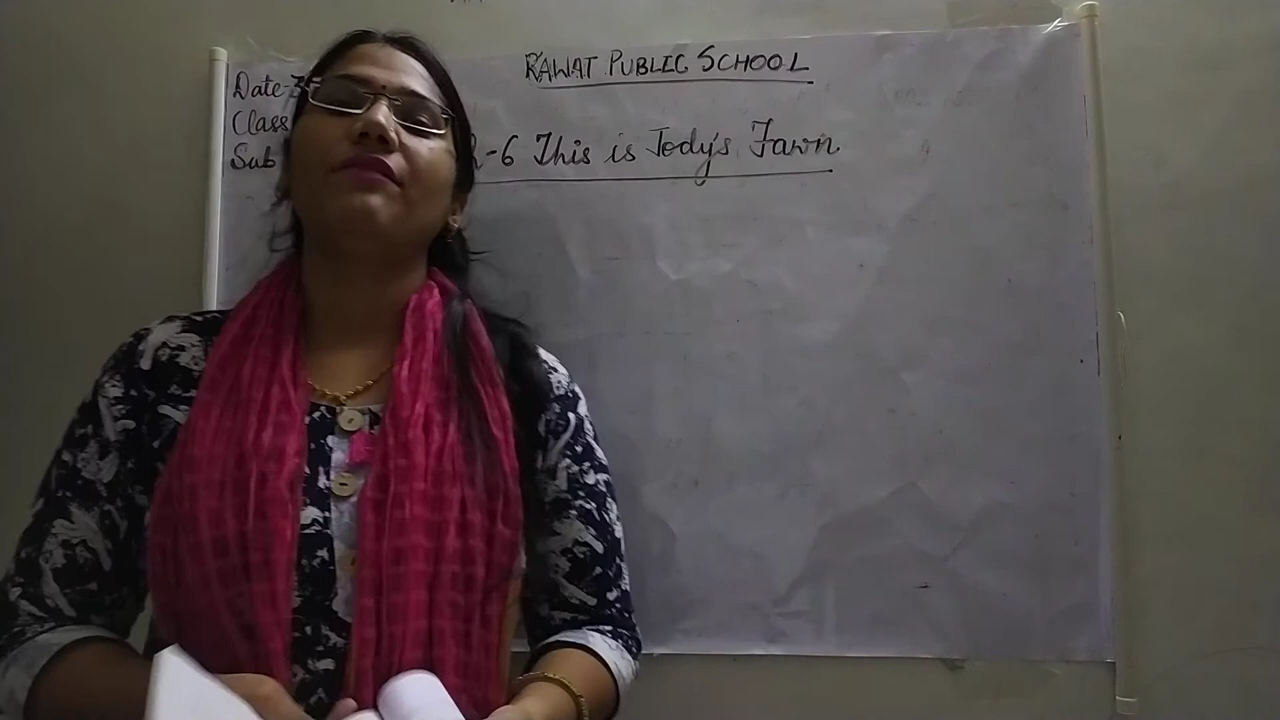 RAWAT PUBLIC SCHOOL
Date-
Class
Sub
-6 This is Jody's Fawn